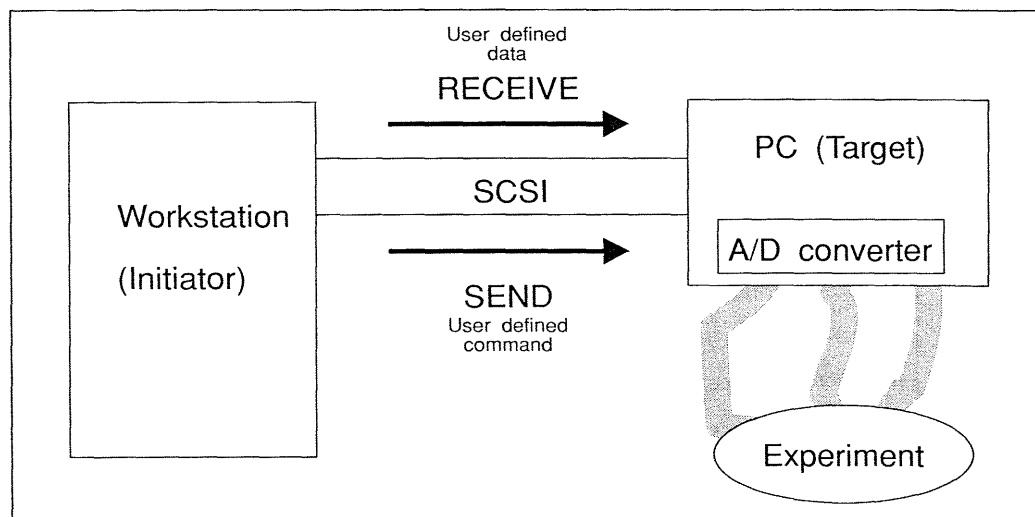 User defined
data
RECEIVE
Workstation
(Initiator)
SCSI
SEND
User defined
command
PC (Target)
A/D converter
Experiment